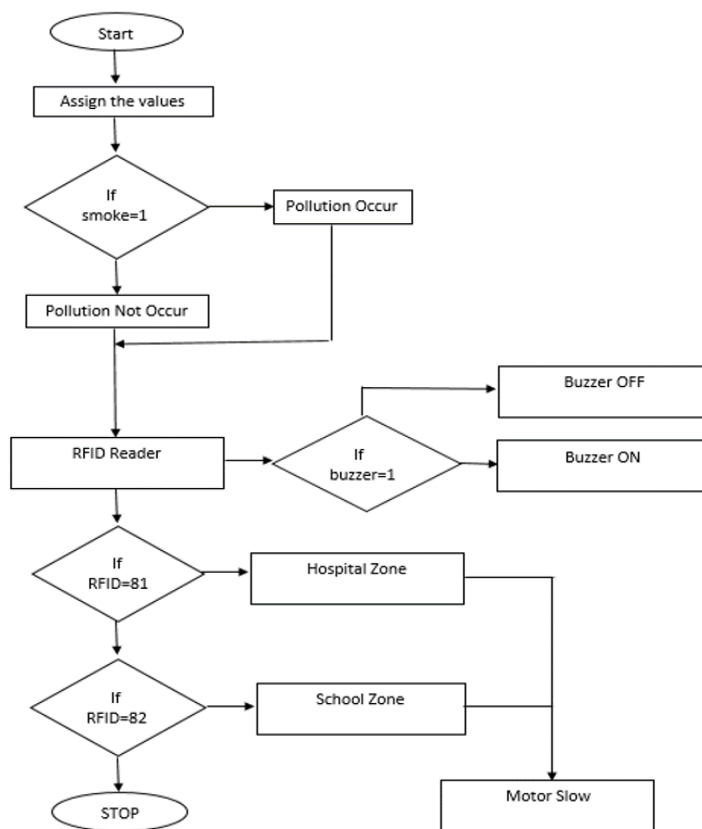 Start
Assign the values
If
smoke=1
Pollution Occur
Pollution Not Occur
Buzzer OFF
RFID Reader
If
buzzer=1
Buzzer ON
If
RFID=81
Hospital Zone
If
RFID=82
School Zone
STOP
Motor Slow